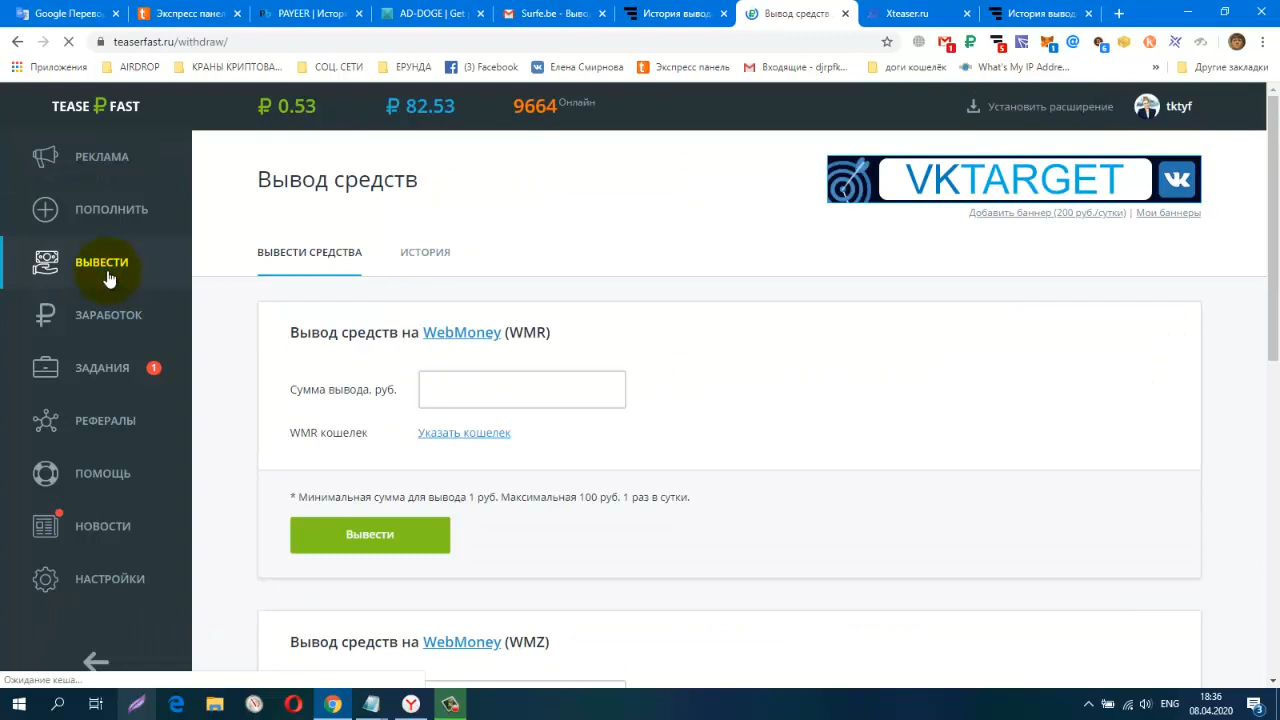 Google Перев
Экспресс панел
PAYEER | Истори
AD-DOGE | Get
Surfe.be - Вывод
История вывод
Вывод средств
Xteaser.ru
История вывод
teaserfast.ru/withdraw/
Приложения
AIRDROP
КРАНЫ КРИПТОВА...
СОЦ. СЕТИ
ЕРУНДА
(3) Facebook
Елена Смирнова
Экспресс панель
Входящие - djrpfk...
доги кошелёк
What's My IP Addre...
»
Другие закладки
TEASE ₽ FAST
₽ 0.53
₽ 82.53
9664 Онлайн
Установить расширение
tktyf
РЕКЛАМА
ПОПОЛНИТЬ
ВЫВЕСТИ
ЗАРАБОТОК
ЗАДАНИЯ 1
РЕФЕРАЛЫ
ПОМОЩЬ
НОВОСТИ
НАСТРОЙКИ
Вывод средств
VKTARGET
Добавить баннер (200 руб./сутки) | Мои баннеры
ВЫВЕСТИ СРЕДСТВА
ИСТОРИЯ
Вывод средств на WebMoney (WMR)
Сумма вывода, руб.
WMR кошелек
Указать кошелек
* Минимальная сумма для вывода 1 руб. Максимальная 100 руб. 1 раз в сутки.
Вывести
Вывод средств на WebMoney (WMZ)
Ожидание кеша...
ENG
18:36
08.04.2020
3